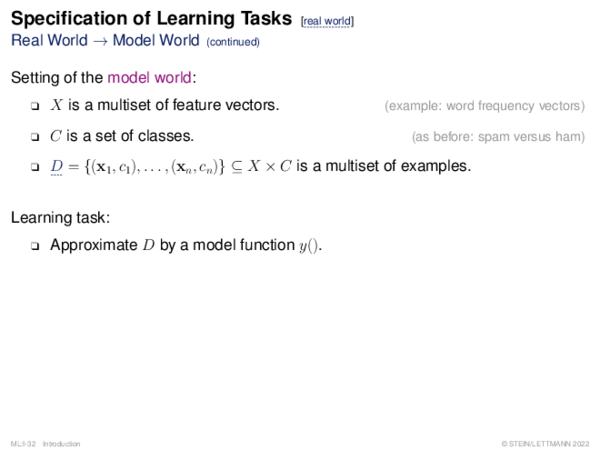 Specification of Learning Tasks [real world]
Real World → Model World (continued)
Setting of the model world:
❑ X is a multiset of feature vectors. (example: word frequency vectors)
❑ C is a set of classes. (as before: spam versus ham)
❑ D = {(x₁, c₁), . . . , (xₙ, cₙ)} ⊆ X × C is a multiset of examples.
Learning task:
❑ Approximate D by a model function y().
ML:I-32 Introduction © STEIN/LETTMANN 2022